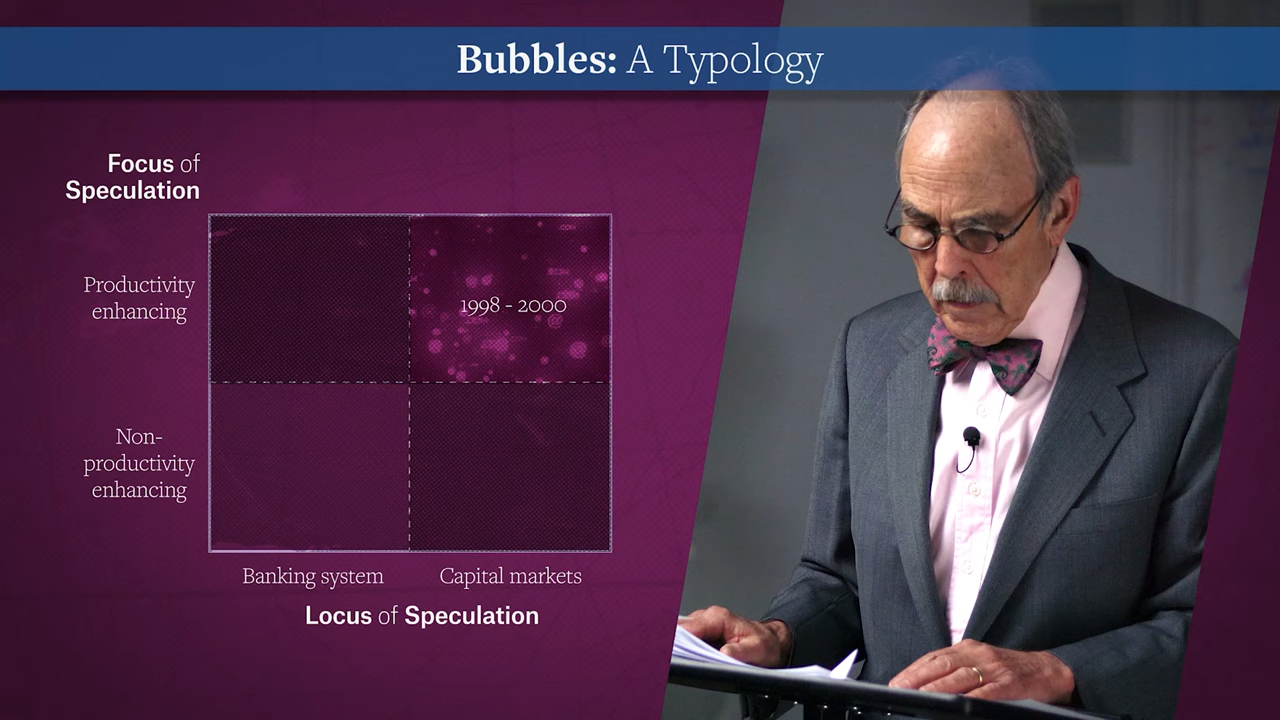 Bubbles: A Typology
Focus of
Speculation
Productivity
enhancing
1998 - 2000
Non-
productivity
enhancing
Banking system
Capital markets
Locus of Speculation